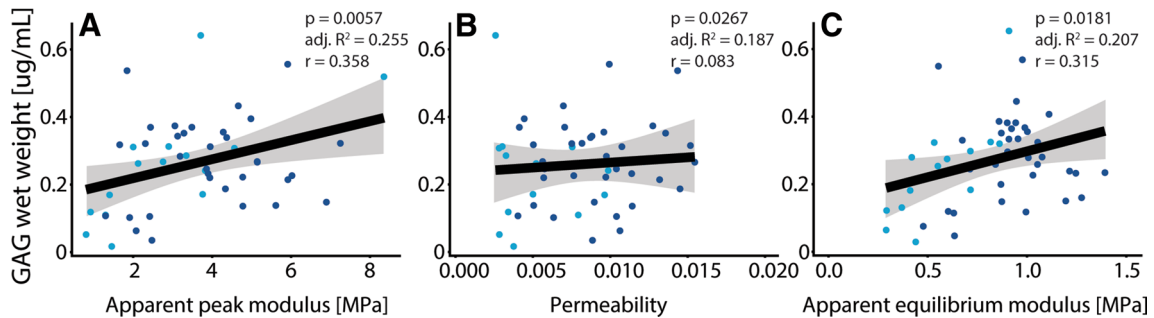 A
p = 0.0057
adj. R² = 0.255
r = 0.358
B
p = 0.0267
adj. R² = 0.187
r = 0.083
C
p = 0.0181
adj. R² = 0.207
r = 0.315
GAG wet weight [ug/mL]
0.6
0.4
0.2
0
2 4 6 8
Apparent peak modulus [MPa]
0.6
0.4
0.2
0
0.000 0.005 0.010 0.015 0.020
Permeability
0.6
0.4
0.2
0
0.0 0.5 1.0 1.5
Apparent equilibrium modulus [MPa]